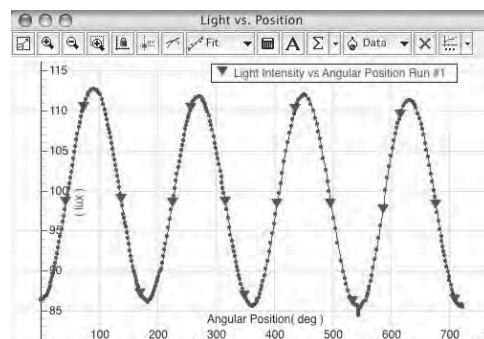 Light vs. Position
Fit A Σ Data
Light Intensity vs Angular Position Run #1
115
110
105
100
( lux )
95
90
85
Angular Position( deg )
100 200 300 400 500 600 700